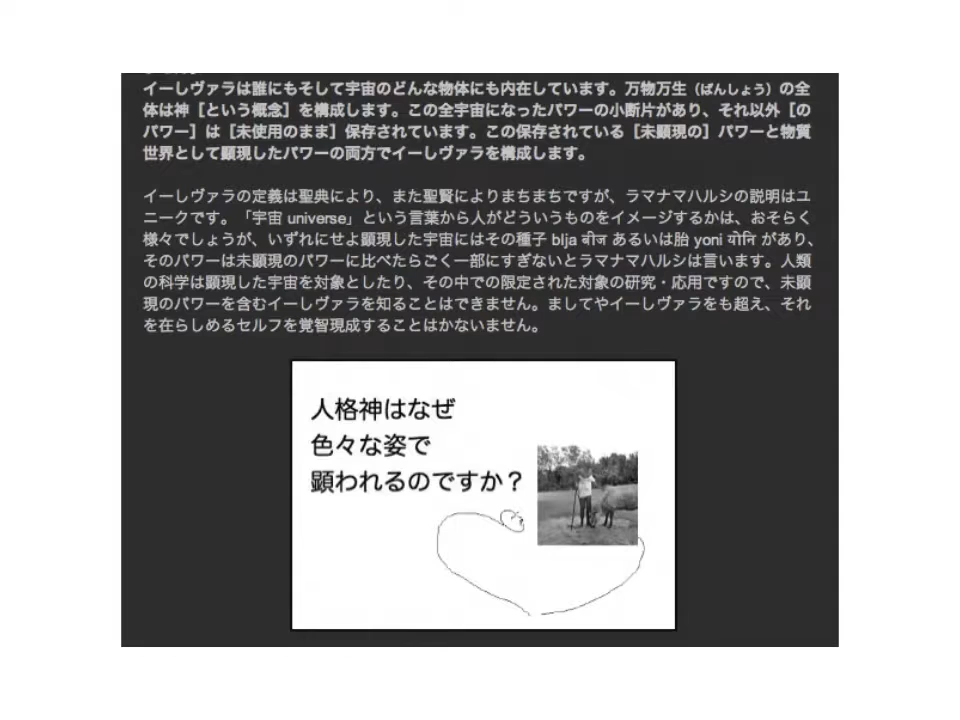 イーしヴァラは誰にもそして宇宙のどんな物体にも内在しています。万物万生（ばんしょう）の全
体は神［という概念］を構成します。この全宇宙になったパワーの小断片があり、それ以外［の
パワー］は［未使用のまま］保存されています。この保存されている［未顕現の］パワーと物質
世界として顕現したパワーの両方でイーしヴァラを構成します。
イーしヴァラの定義は聖典により、また聖賢によりまちまちですが、ラマナマハルシの説明はユ
ニークです。「宇宙 universe」という言葉から人がどういうものをイメージするかは、おそらく
様々でしょうが、いずれにせよ顕現した宇宙にはその種子 bIja बीज あるいは胎 yoni योनि があり、
そのパワーは未顕現のパワーに比べたらごく一部にすぎないとラマナマハルシは言います。人類
の科学は顕現した宇宙を対象としたり、その中での限定された対象の研究・応用ですので、未顕
現のパワーを含むイーしヴァラを知ることはできません。ましてやイーしヴァラをも超え、それ
を在らしめるセルフを覚智現成することはかないません。
人格神はなぜ
色々な姿で
顕われるのですか？